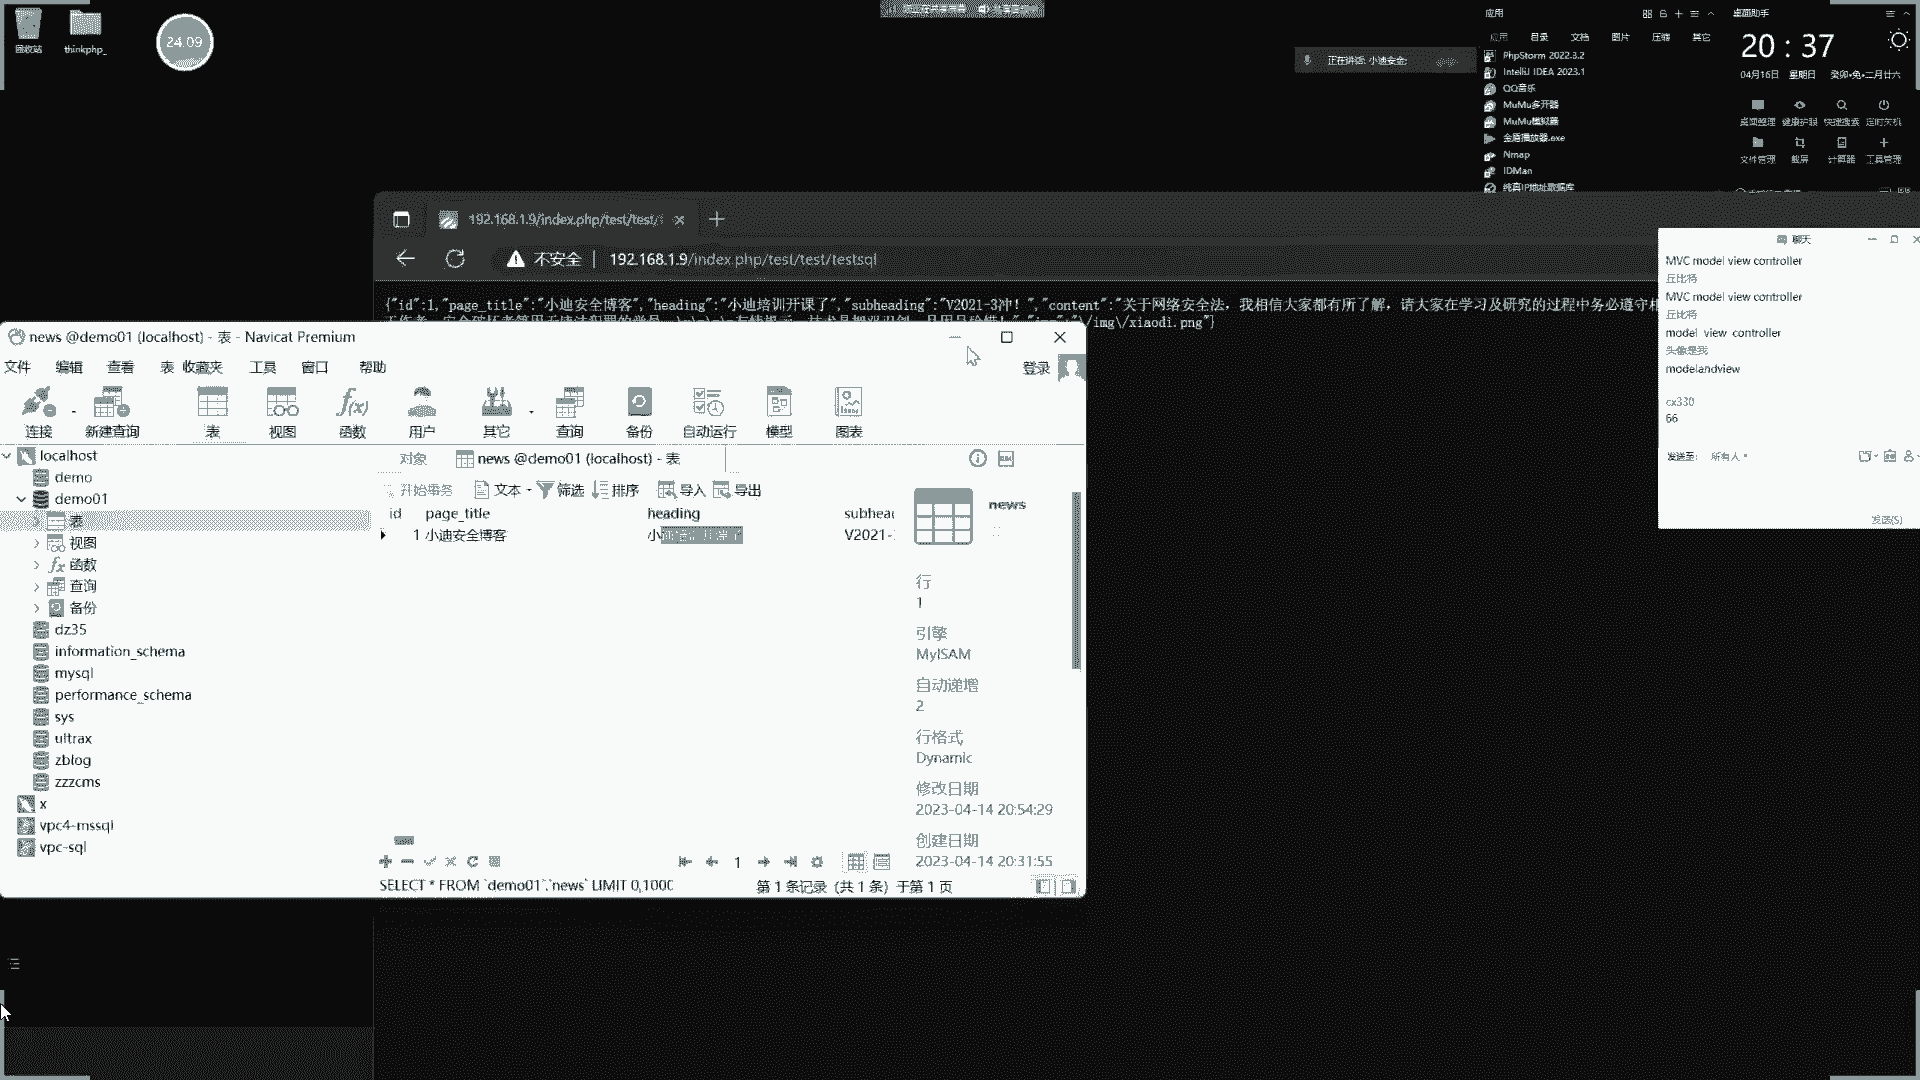 回收站
thinkphp_
24.09
正在讲话: 小迪安全;
应用
应用 目录 文档 图片 压缩 其它
PhpStorm 2022.3.2
IntelliJ IDEA 2023.1
QQ音乐
MuMu多开器
MuMu模拟器
金盾播放器.exe
Nmap
IDMan
纯真IP地址数据库
桌面助手
20 : 37
04月16日 星期日 癸卯•兔•二月廿六
桌面整理 健康护眼 快捷搜索 定时关机
文件管理 截屏 计算器 工具管理
192.168.1.9/index.php/test/test/
不安全 | 192.168.1.9/index.php/test/test/testsql
{"id":1,"page_title":"小迪安全博客","heading":"小迪培训开课了","subheading":"V2021-3冲！","content":"关于网络安全法，我相信大家都有所了解，请大家在学习及研究的过程中务必遵守
\/img\/xiaodi.png"}
news @demo01 (localhost) - 表 - Navicat Premium
文件 编辑 查看 表 收藏夹 工具 窗口 帮助
登录
连接 新建查询 表 视图 函数 用户 其它 查询 备份 自动运行 模型 图表
localhost
demo
demo01
表
视图
函数
查询
备份
dz35
information_schema
mysql
performance_schema
sys
ultrax
zblog
zzzcms
x
vpc4-mssql
vpc-sql
对象 news @demo01 (localhost) - 表
开始事务 文本 筛选 排序 导入 导出
id page_title heading subhea
1 小迪安全博客 小 V2021-
news
行
1
引擎
MyISAM
自动递增
2
行格式
Dynamic
修改日期
2023-04-14 20:54:29
创建日期
2023-04-14 20:31:55
1
SELECT * FROM `demo01`.`news` LIMIT 0,1000
第 1 条记录 (共 1 条) 于第 1 页
聊天
MVC model view controller
丘比特
MVC model view controller
丘比特
model view controller
头像是我
modelandview
cx330
66
发送至: 所有人
发送(S)